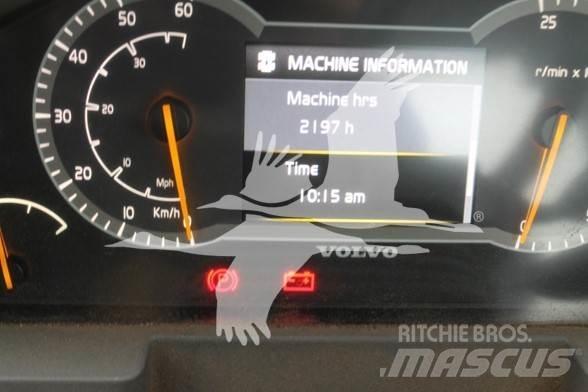 60
50
40
30
20
10
Km/h
0
30
20
10
Mph
MACHINE INFORMATION
Machine hrs
2197 h
Time
10:15 am
®
VOLVO
25
r/min x
0
P
RITCHIE BROS.
MASCUS